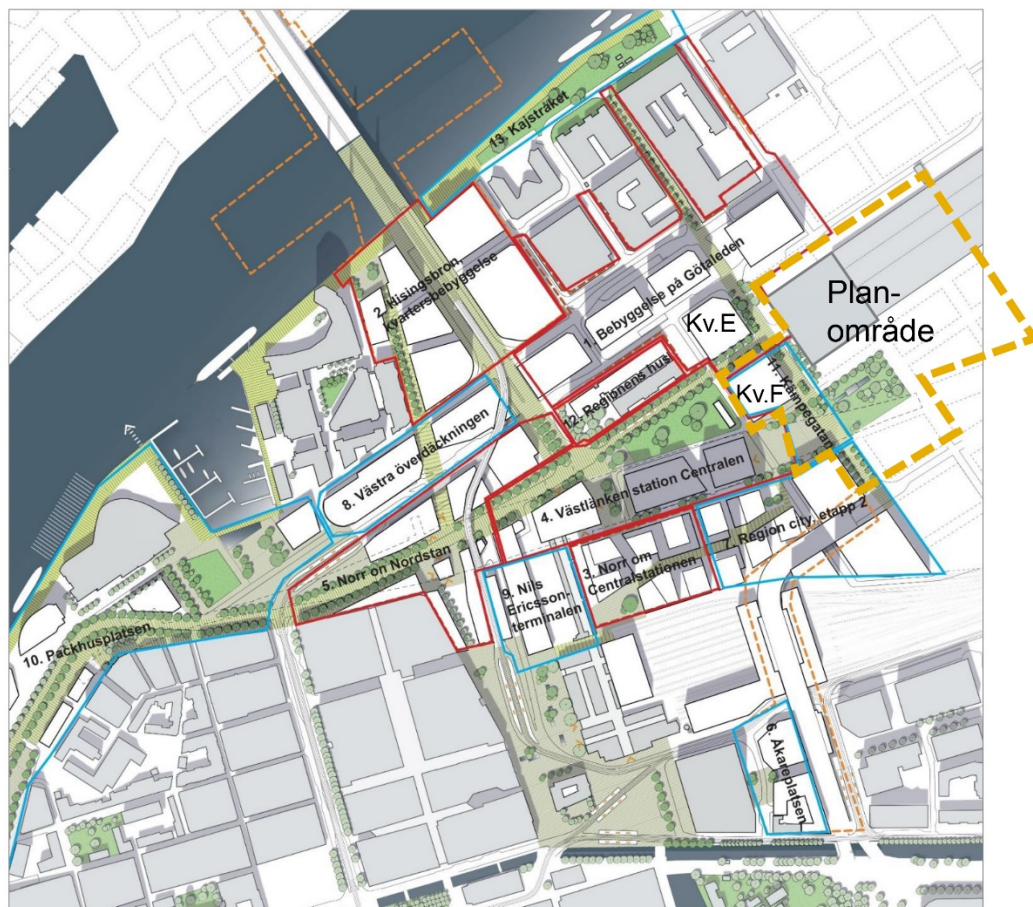 13. Kajstråket
2. Hisingsbron,
kvartersbebyggelse
1. Bebyggelse på Götaleden
Plan-
område
Kv.E
Kv.F
11. Kämpegatan
12. Regionens hus
8. Västra överdäckningen
4. Västlänken station Centralen
Region city, etapp 2
3. Norr om
Centralstationen
5. Norr on Nordstan
9. Nils
Ericsson-
terminalen
10. Packhusplatsen
6. Åkareplatsen